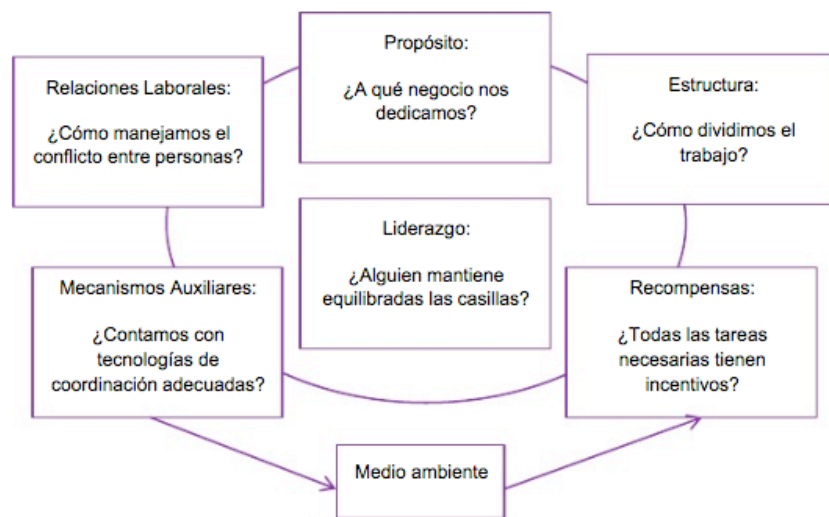 Propósito:
¿A qué negocio nos
dedicamos?
Relaciones Laborales:
¿Cómo manejamos el
conflicto entre personas?
Estructura:
¿Cómo dividimos el
trabajo?
Liderazgo:
¿Alguien mantiene
equilibradas las casillas?
Mecanismos Auxiliares:
¿Contamos con
tecnologías de
coordinación adecuadas?
Recompensas:
¿Todas las tareas
necesarias tienen
incentivos?
Medio ambiente